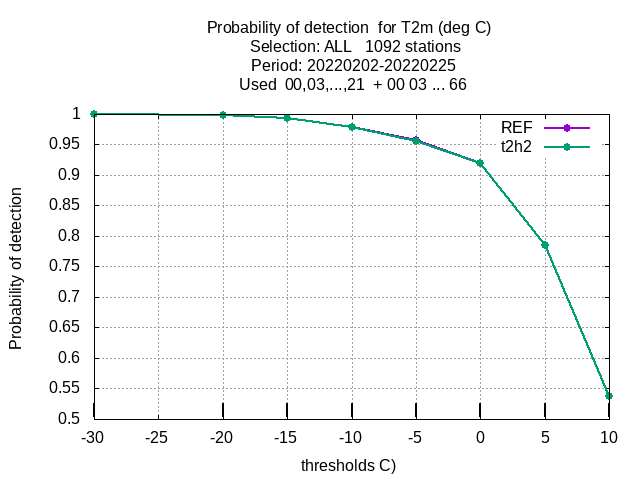 Probability of detection  for T2m (deg C)
Selection: ALL   1092 stations
Period: 20220202-20220225
Used  00,03,...,21  + 00 03 ... 66
REF
t2h2
Probability of detection
1
0.95
0.9
0.85
0.8
0.75
0.7
0.65
0.6
0.55
0.5
-30 -25 -20 -15 -10 -5 0 5 10
thresholds C)